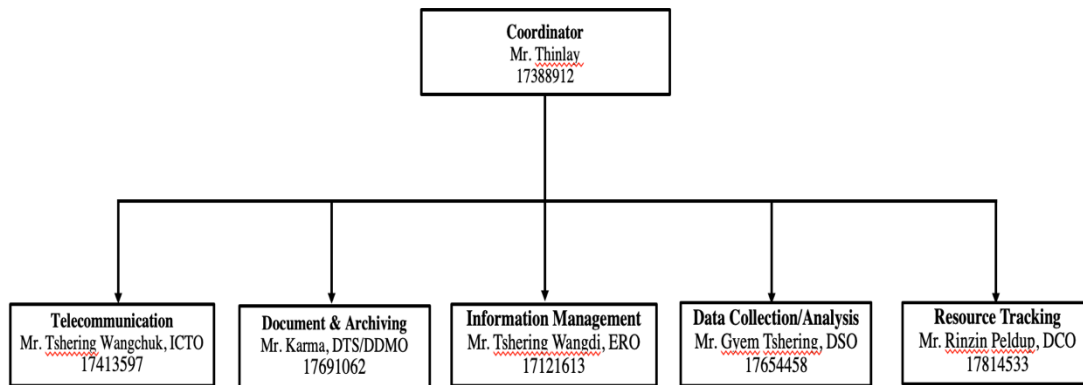 Coordinator
Mr. Thinlay
17388912
Telecommunication
Mr. Tshering Wangchuk, ICTO
17413597
Document & Archiving
Mr. Karma, DTS/DDMO
17691062
Information Management
Mr. Tshering Wangdi, ERO
17121613
Data Collection/Analysis
Mr. Gyem Tshering, DSO
17654458
Resource Tracking
Mr. Rinzin Peldup, DCO
17814533